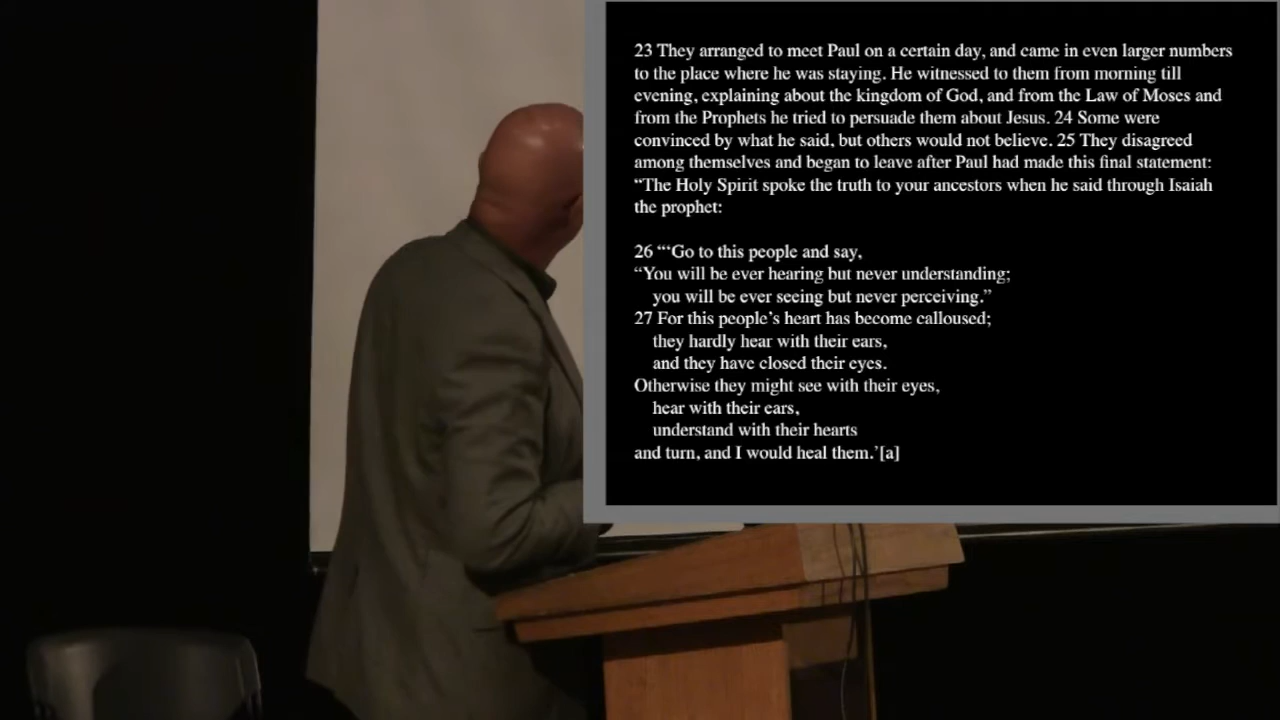 23 They arranged to meet Paul on a certain day, and came in even larger numbers
to the place where he was staying. He witnessed to them from morning till
evening, explaining about the kingdom of God, and from the Law of Moses and
from the Prophets he tried to persuade them about Jesus. 24 Some were
convinced by what he said, but others would not believe. 25 They disagreed
among themselves and began to leave after Paul had made this final statement:
“The Holy Spirit spoke the truth to your ancestors when he said through Isaiah
the prophet:
26 “‘Go to this people and say,
“You will be ever hearing but never understanding;
you will be ever seeing but never perceiving.”
27 For this people’s heart has become calloused;
they hardly hear with their ears,
and they have closed their eyes.
Otherwise they might see with their eyes,
hear with their ears,
understand with their hearts
and turn, and I would heal them.’[a]